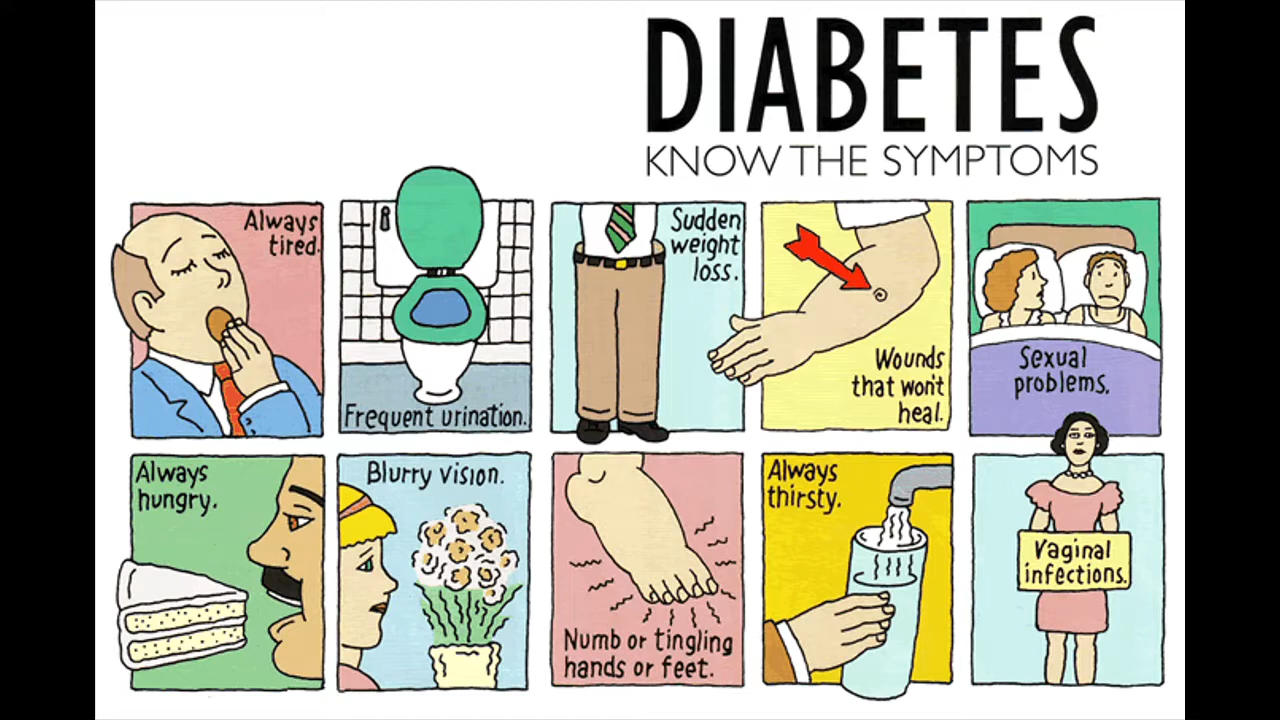 DIABETES
KNOW THE SYMPTOMS
Always
tired.
Frequent urination.
Sudden
weight
loss.
Wounds
that won't
heal.
Sexual
problems.
Always
hungry.
Blurry vision.
Numb or tingling
hands or feet.
Always
thirsty.
Vaginal
infections.